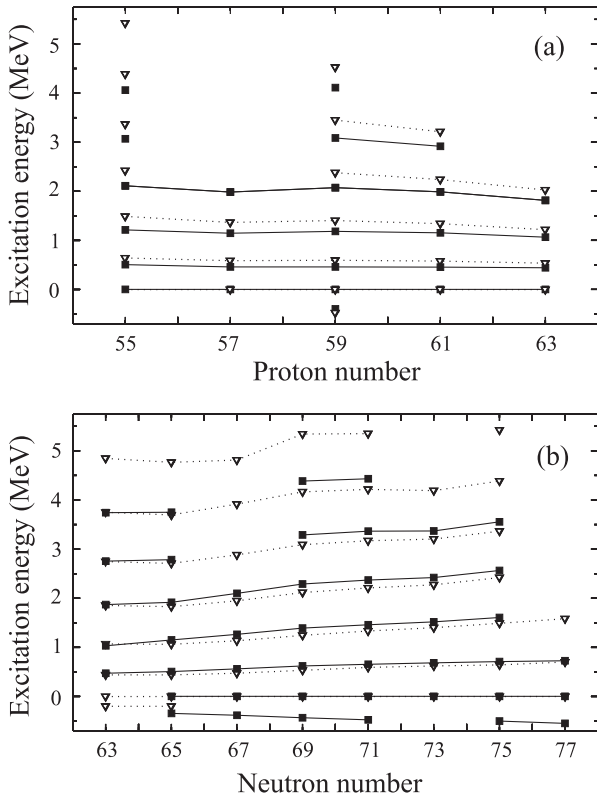 5
4
3
2
1
0
Excitation energy (MeV)
(a)
55 57 59 61 63
Proton number
5
4
3
2
1
0
Excitation energy (MeV)
(b)
63 65 67 69 71 73 75 77
Neutron number